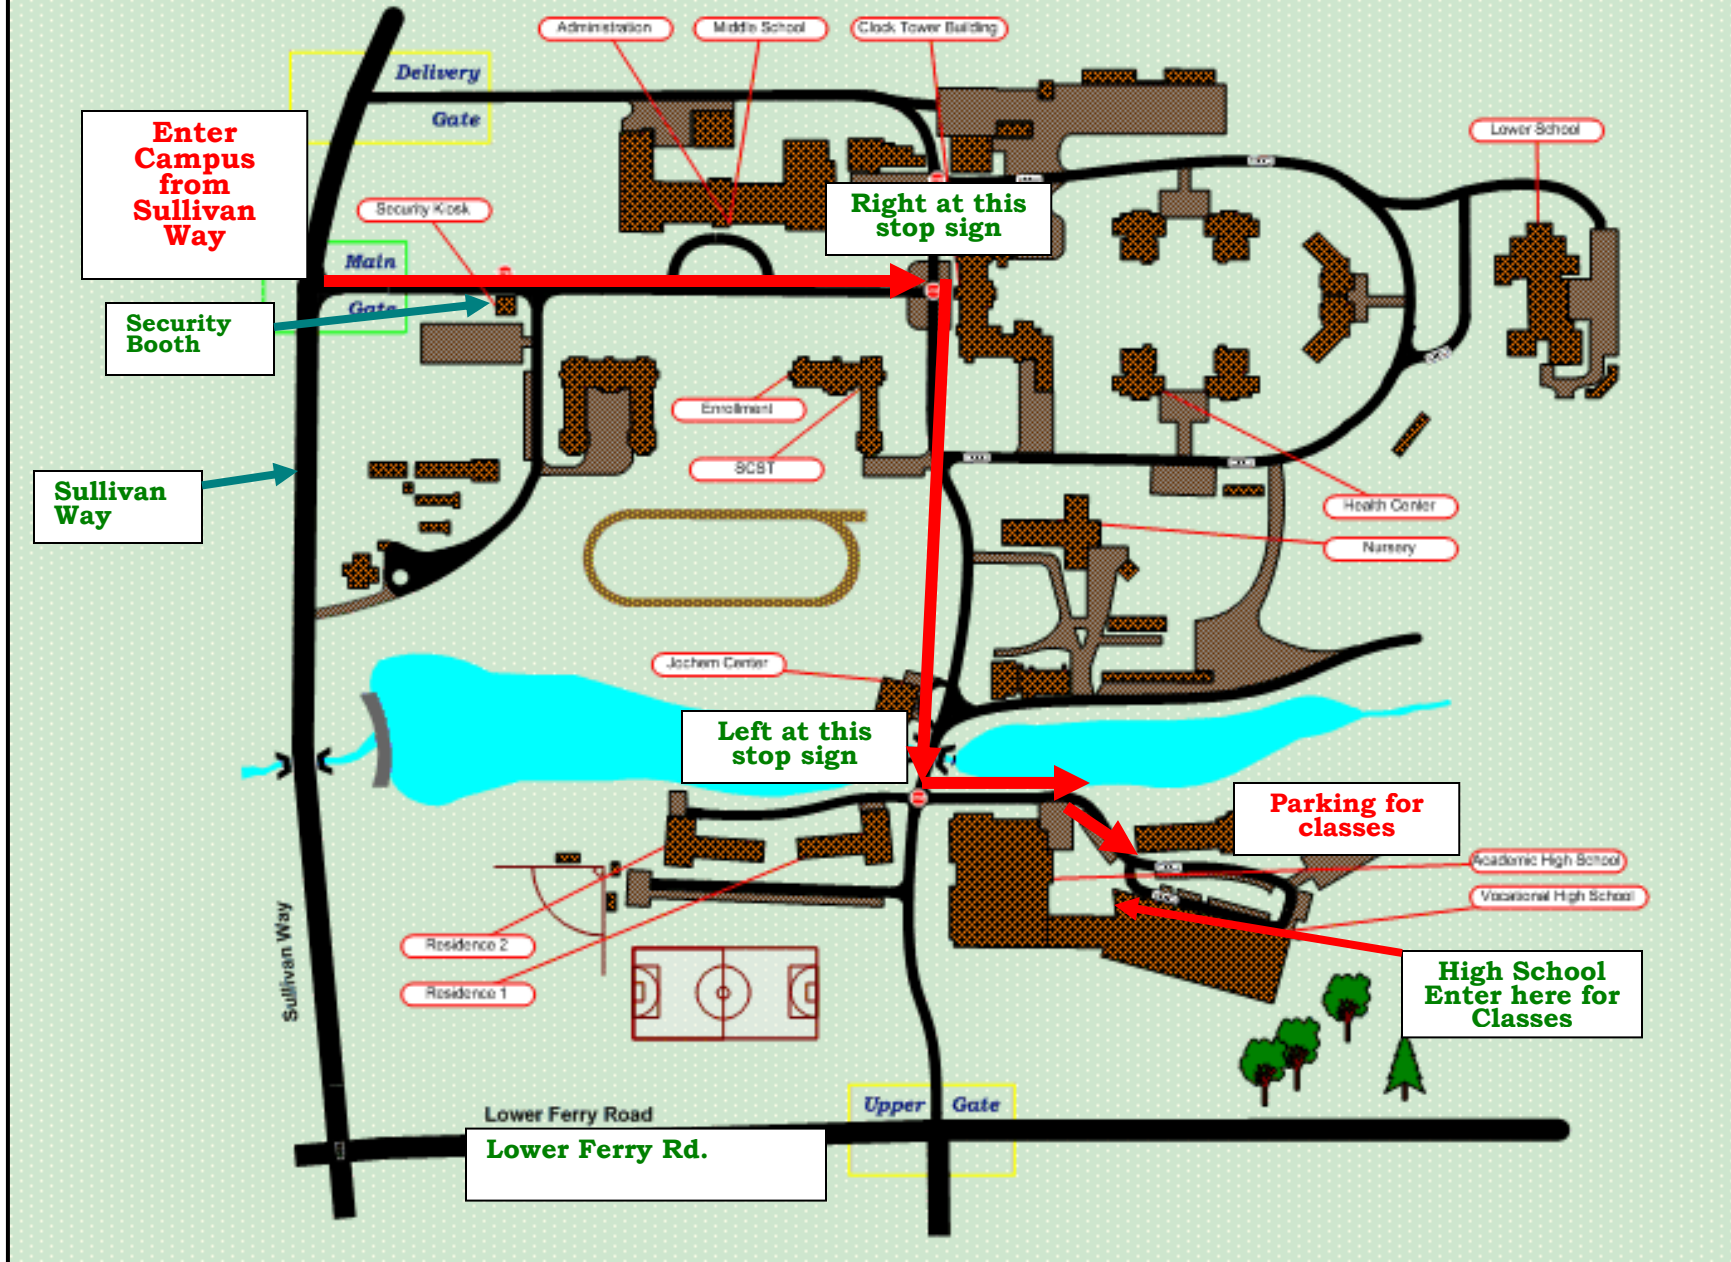 Administration
Middle School
Clock Tower Building
Delivery
Gate
Enter
Campus
from
Sullivan
Way
Lower School
Security Kiosk
Right at this
stop sign
Main
Gate
Security
Booth
Enrollment
SCST
Sullivan
Way
Health Center
Nursery
Jochem Center
Left at this
stop sign
Parking for
classes
Academic High School
Vocational High School
Residence 2
Residence 1
Sullivan Way
High School
Enter here for
Classes
Upper Gate
Lower Ferry Road
Lower Ferry Rd.